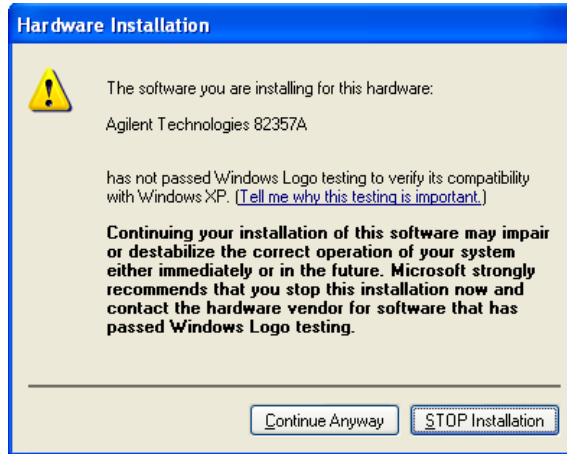 Hardware Installation
The software you are installing for this hardware:
Agilent Technologies 82357A
has not passed Windows Logo testing to verify its compatibility
with Windows XP. (Tell me why this testing is important.)
Continuing your installation of this software may impair
or destabilize the correct operation of your system
either immediately or in the future. Microsoft strongly
recommends that you stop this installation now and
contact the hardware vendor for software that has
passed Windows Logo testing.
Continue Anyway STOP Installation